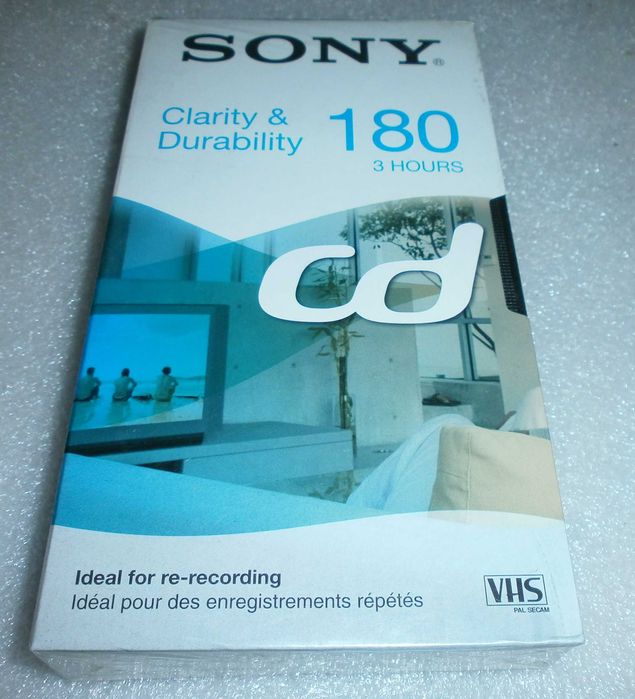 SONY®
Clarity &
Durability
180
3 HOURS
cd
Ideal for re-recording
Idéal pour des enregistrements répétés
VHS
PAL SECAM